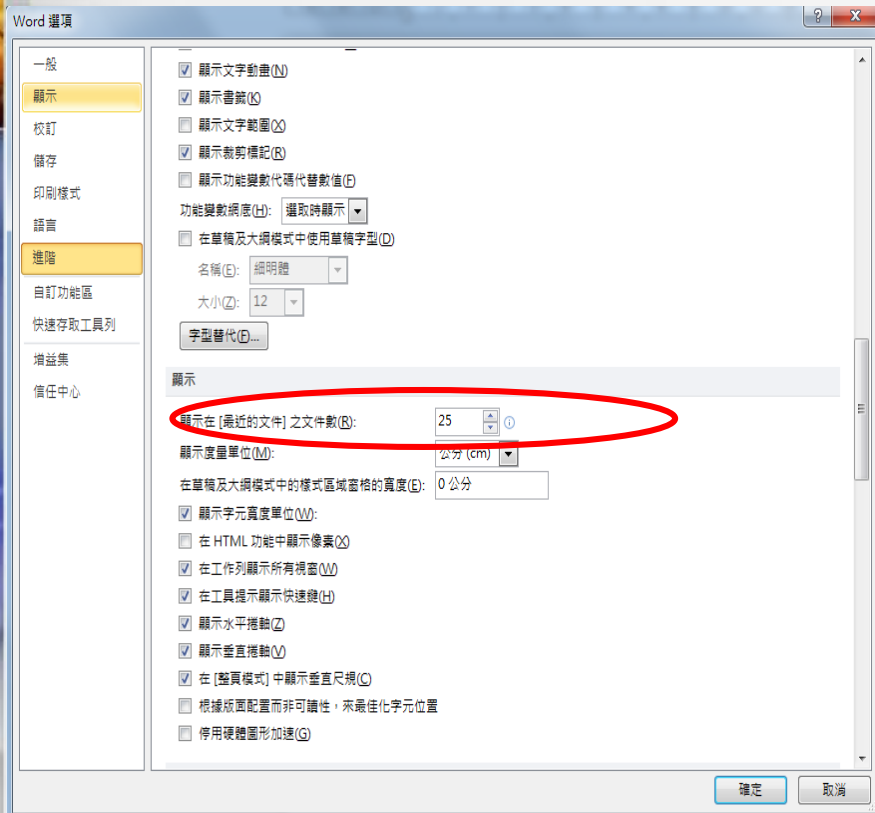 Word 選項
一般
顯示
校訂
儲存
印刷樣式
語言
進階
自訂功能區
快速存取工具列
增益集
信任中心
顯示文字動畫(N)
顯示書籤(K)
顯示文字範圍(X)
顯示裁剪標記(R)
顯示功能變數代碼代替數值(F)
功能變數網底(H): 選取時顯示
在草稿及大綱模式中使用草稿字型(D)
名稱(E): 細明體
大小(Z): 12
字型替代(F)...
顯示
顯示在 [最近的文件] 之文件數(R): 25
顯示度量單位(M): 公分 (cm)
在草稿及大綱模式中的樣式區域窗格的寬度(E): 0 公分
顯示字元寬度單位(W):
在 HTML 功能中顯示像素(X)
在工作列顯示所有視窗(W)
在工具提示顯示快速鍵(H)
顯示水平捲軸(Z)
顯示垂直捲軸(V)
在 [整頁模式] 中顯示垂直尺規(C)
根據版面配置而非可讀性，來最佳化字元位置
停用硬體圖形加速(G)
確定 取消